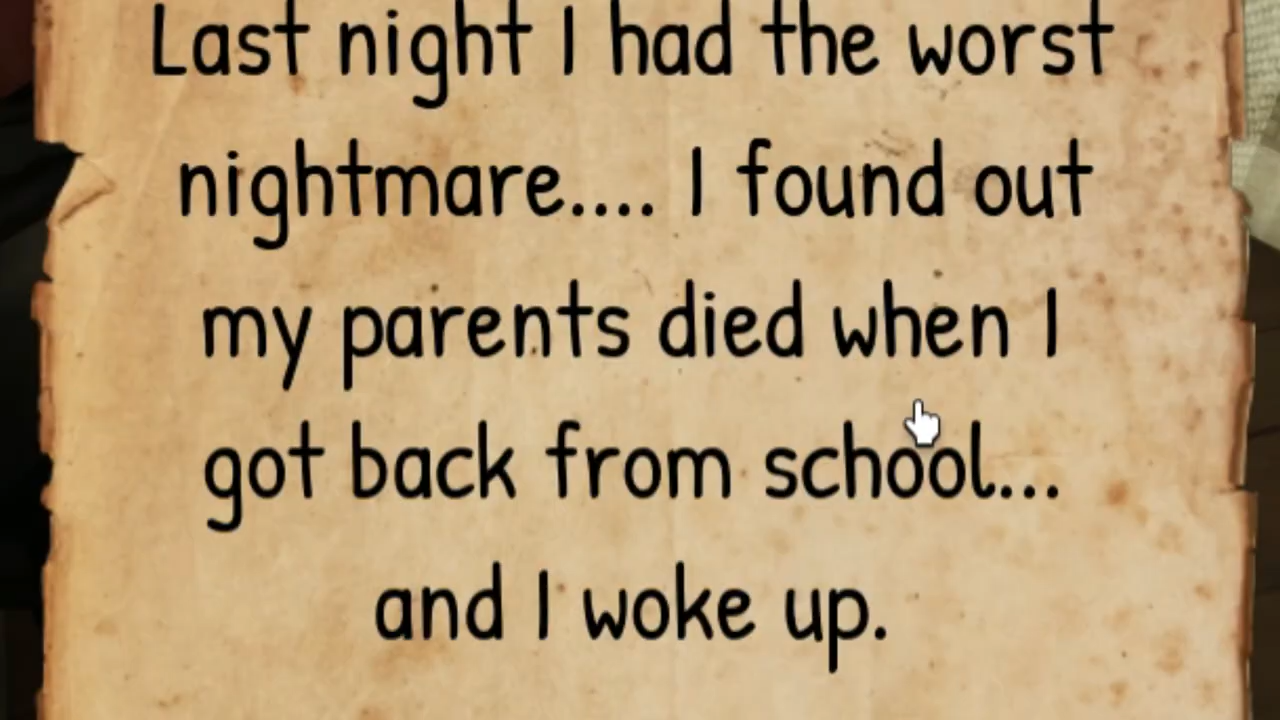 Last night I had the worst
nightmare.... I found out
my parents died when I
got back from school...
and I woke up.